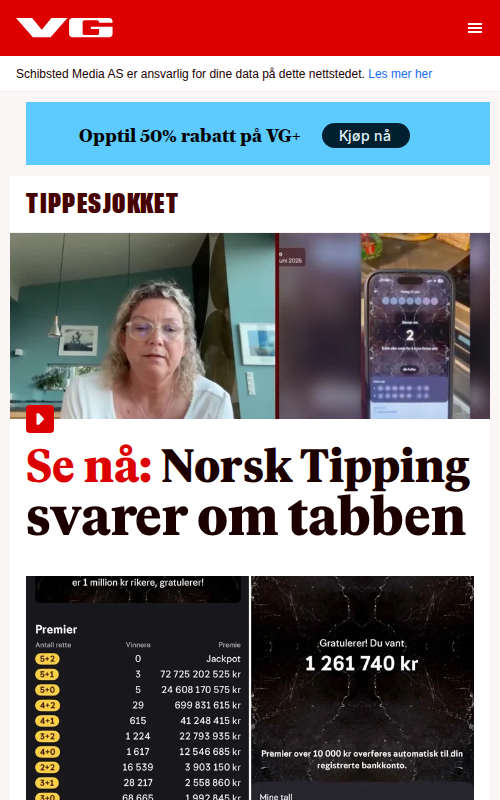 VG
Schibsted Media AS er ansvarlig for dine data på dette nettstedet. Les mer her
Opptil 50% rabatt på VG+
Kjøp nå
TIPPESJOKKET
uni 2025
2
Se nå: Norsk Tipping
svarer om tabben
er 1 million kr rikere, gratulerer!
Premier
Antall rette Vinnere Premie
5+2 0 Jackpot
5+1 3 72 725 202 525 kr
5+0 5 24 608 170 575 kr
4+2 29 699 831 615 kr
4+1 615 41 248 415 kr
3+2 1 224 22 793 935 kr
4+0 1 617 12 546 685 kr
2+2 16 539 3 903 150 kr
3+1 28 217 2 558 860 kr
3+0 68 665 1 992 845 kr
Gratulerer! Du vant
1 261 740 kr
Premier over 10 000 kr overføres automatisk til din
registrerte bankkonto.
Mine tall